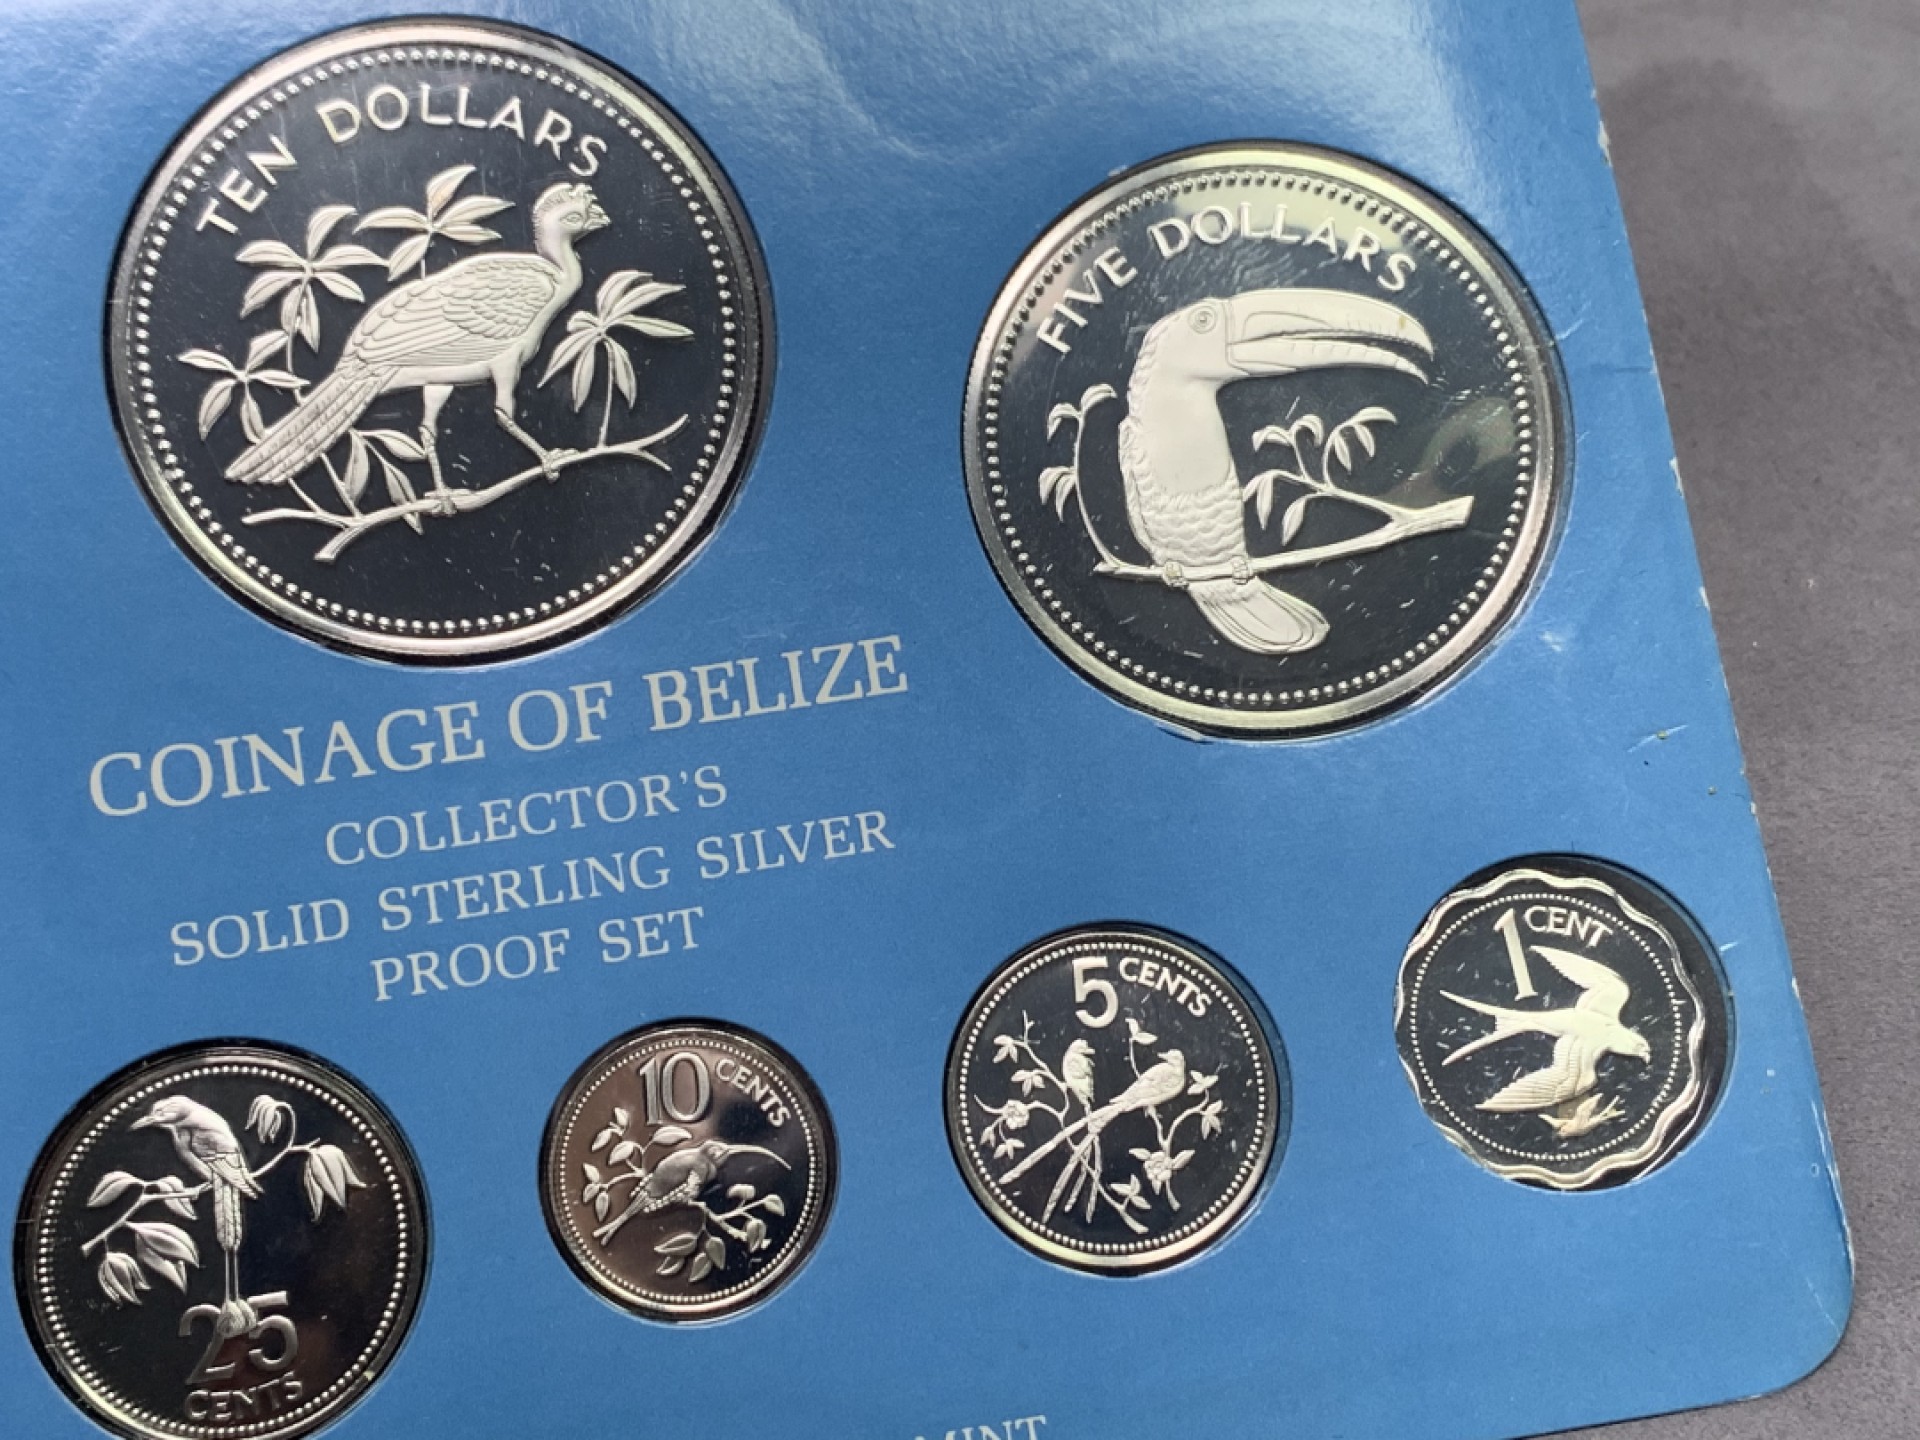 TEN DOLLARS
FIVE DOLLARS
COINAGE OF BELIZE
COLLECTOR'S
SOLID STERLING SILVER
PROOF SET
25
CENTS
10 CENTS
5 CENTS
1 CENT
MINT